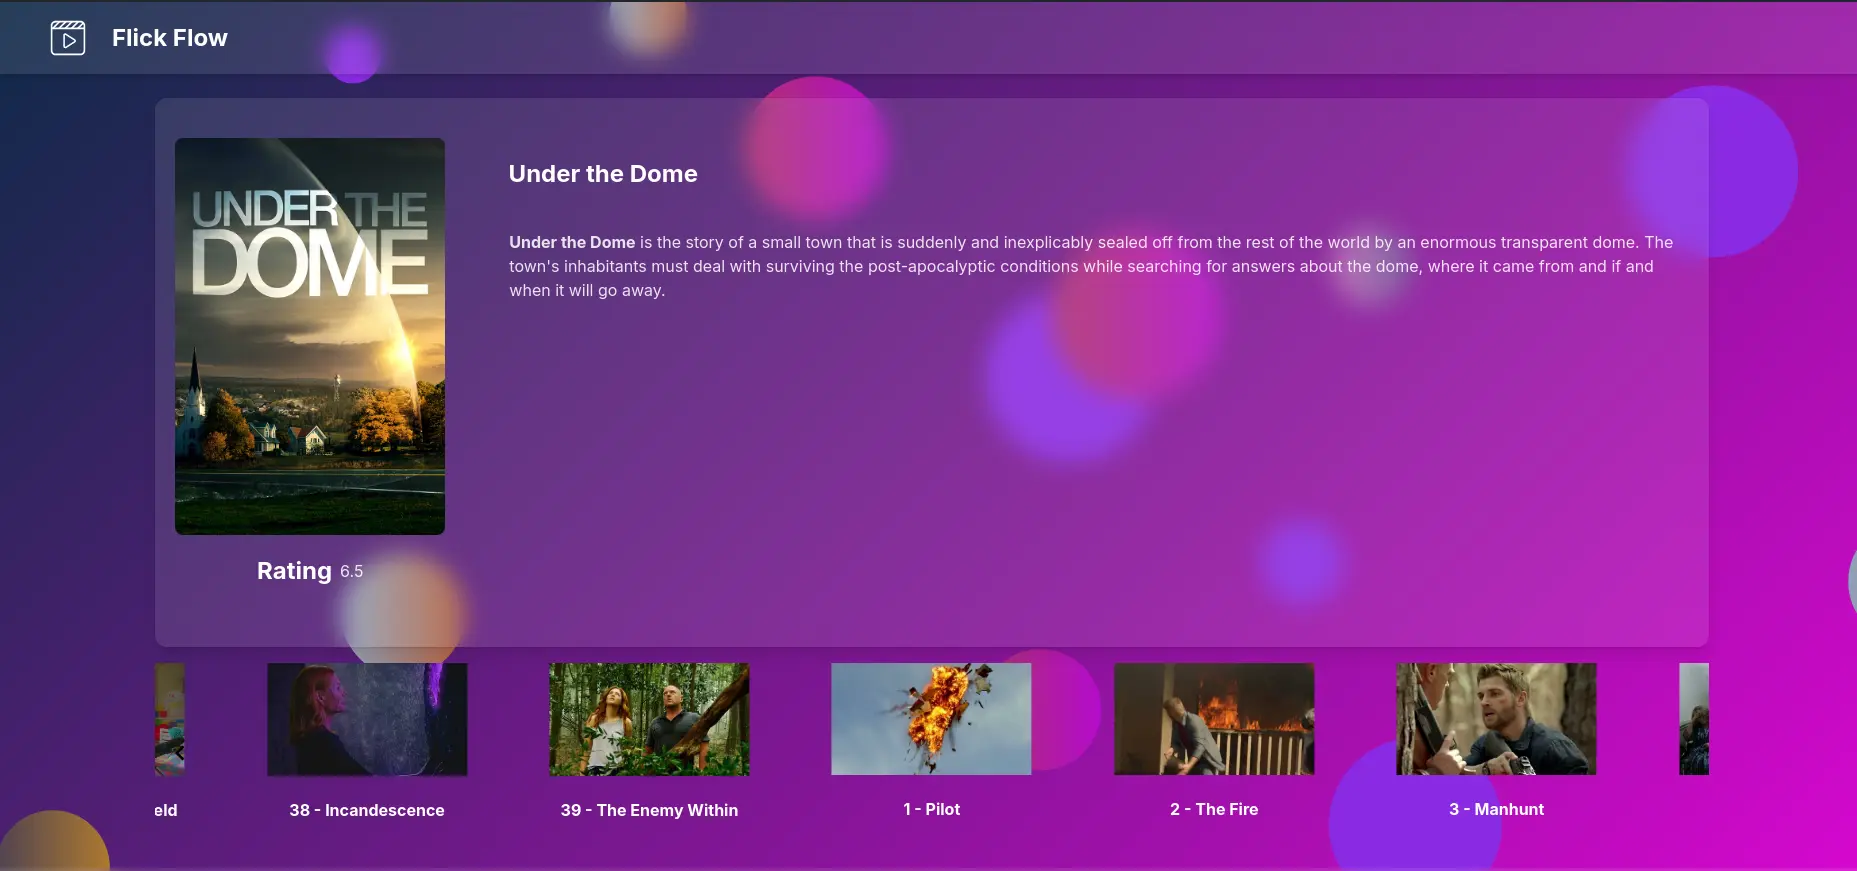 Flick Flow
UNDER THE
DOME
Under the Dome
Under the Dome is the story of a small town that is suddenly and inexplicably sealed off from the rest of the world by an enormous transparent dome. The
town's inhabitants must deal with surviving the post-apocalyptic conditions while searching for answers about the dome, where it came from and if and
when it will go away.
Rating 6.5
eld
38 - Incandescence
39 - The Enemy Within
1 - Pilot
2 - The Fire
3 - Manhunt